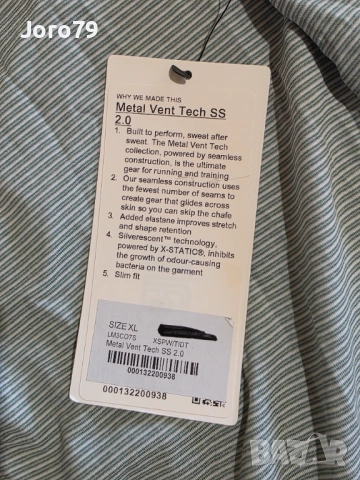 Joro79
WHY WE MADE THIS
Metal Vent Tech SS
2.0
1. Built to perform, sweat after
sweat. The Metal Vent Tech
collection, powered by seamless
construction, is the ultimate
gear for running and training
2. Our seamless construction uses
the fewest number of seams to
create gear that glides across
skin so you can skip the chafe
3. Added elastane improves stretch
and shape retention
4. Silverescent™ technology,
powered by X-STATIC®, inhibits
the growth of odour-causing
bacteria on the garment
5. Slim fit
SIZE XL
LM3CO7S XSPW/TIDT
Metal Vent Tech SS 2.0
000132200938
000132200938
BAZAR